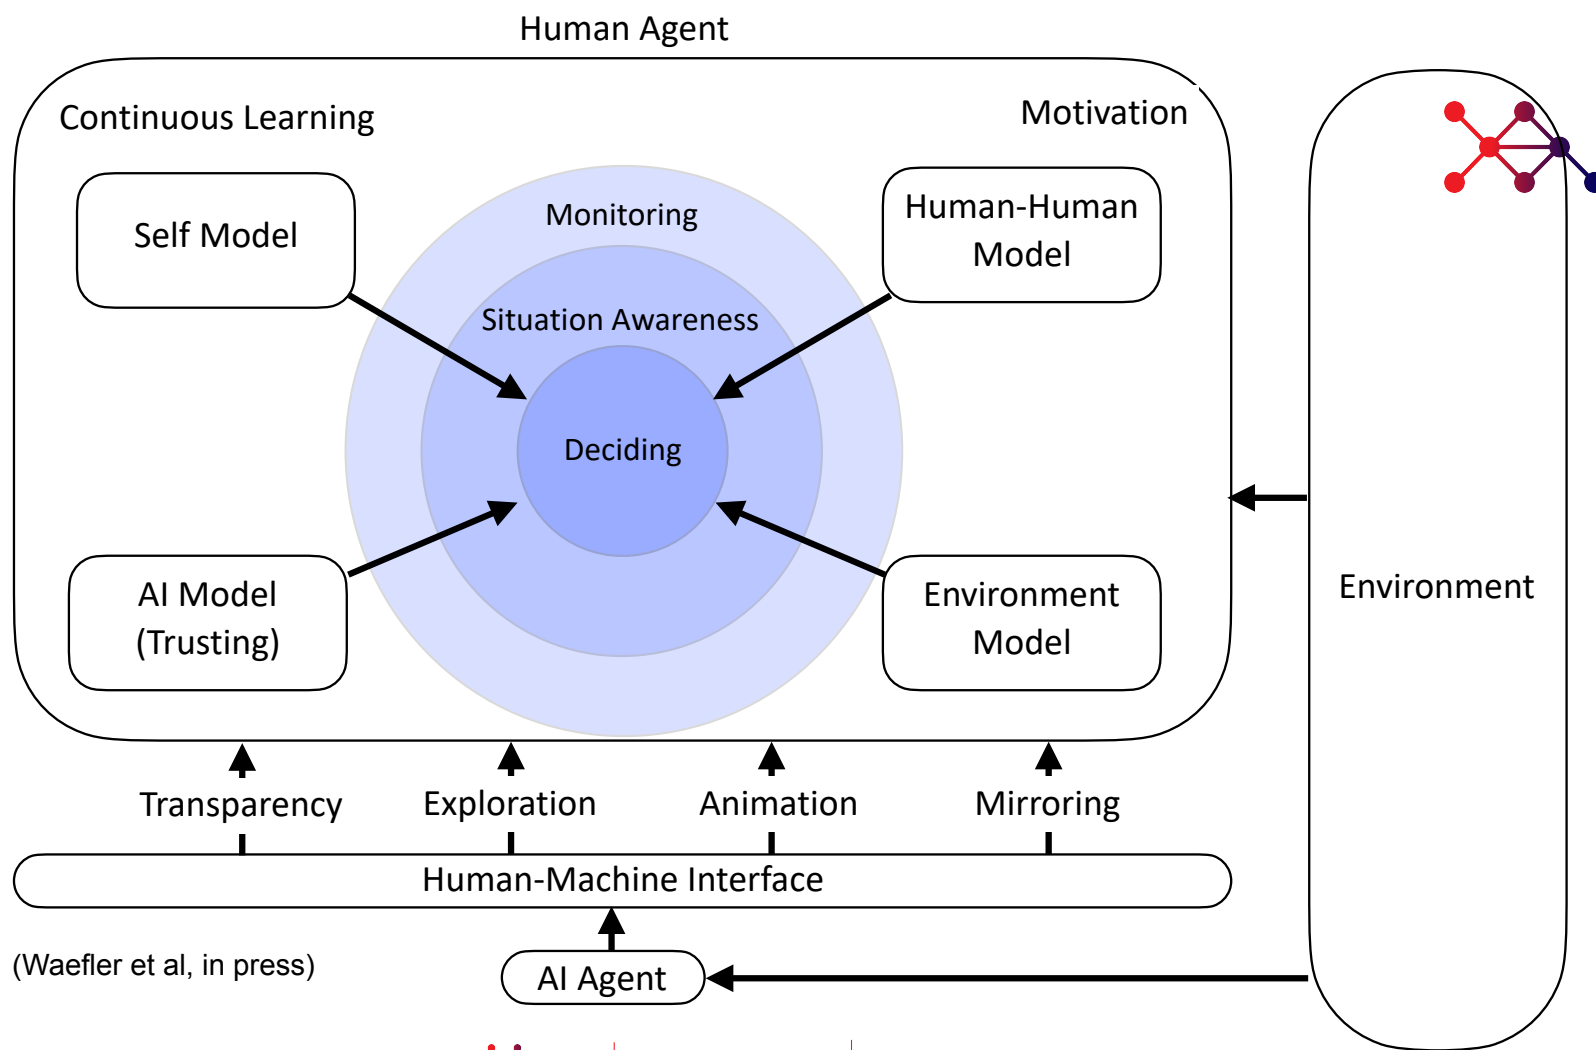 Human Agent
Continuous Learning
Motivation
Self Model
Monitoring
Human-Human
Model
Situation Awareness
Deciding
AI Model
(Trusting)
Environment
Model
Environment
Transparency
Exploration
Animation
Mirroring
Human-Machine Interface
(Waefler et al, in press)
AI Agent